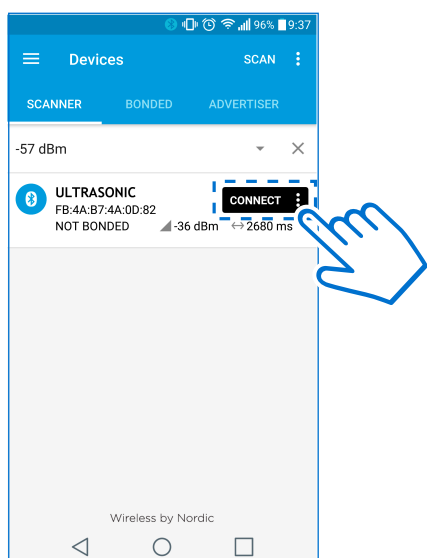 96% 9:37
Devices SCAN
SCANNER BONDED ADVERTISER
-57 dBm
ULTRASONIC
CONNECT
FB:4A:B7:4A:0D:82
NOT BONDED -36 dBm 2680 ms
Wireless by Nordic